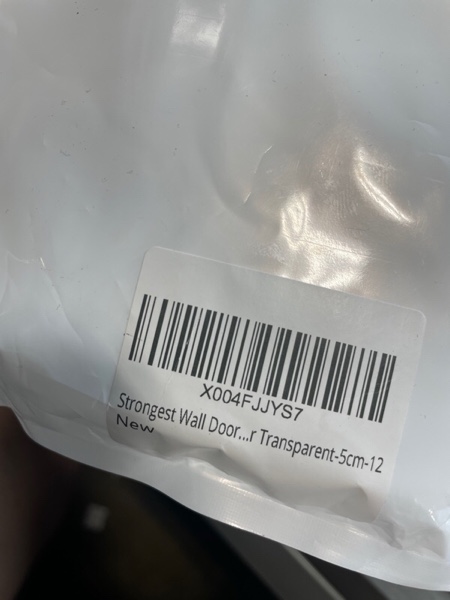 X004FJJYS7
Strongest Wall Door...r Transparent-5cm-12
New